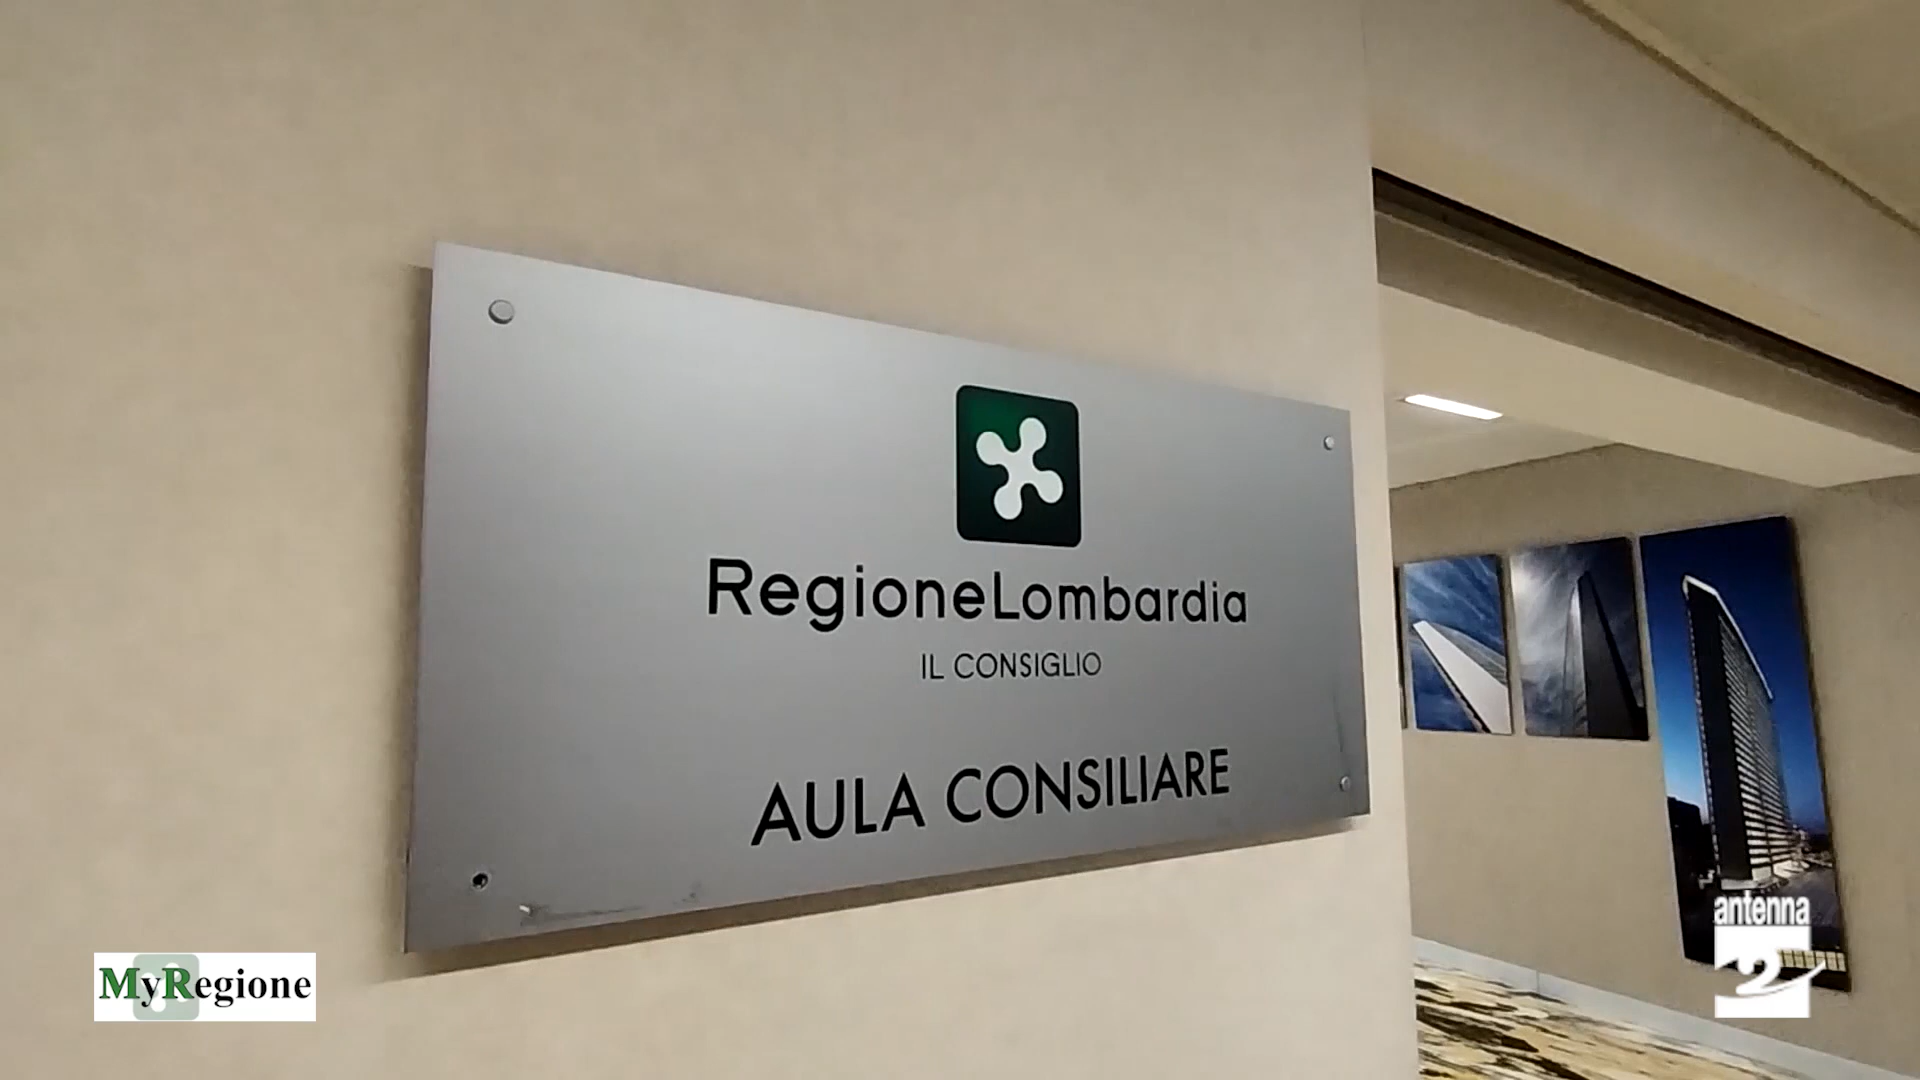 RegioneLombardia
IL CONSIGLIO
AULA CONSILIARE
MyRegione
antenna
2